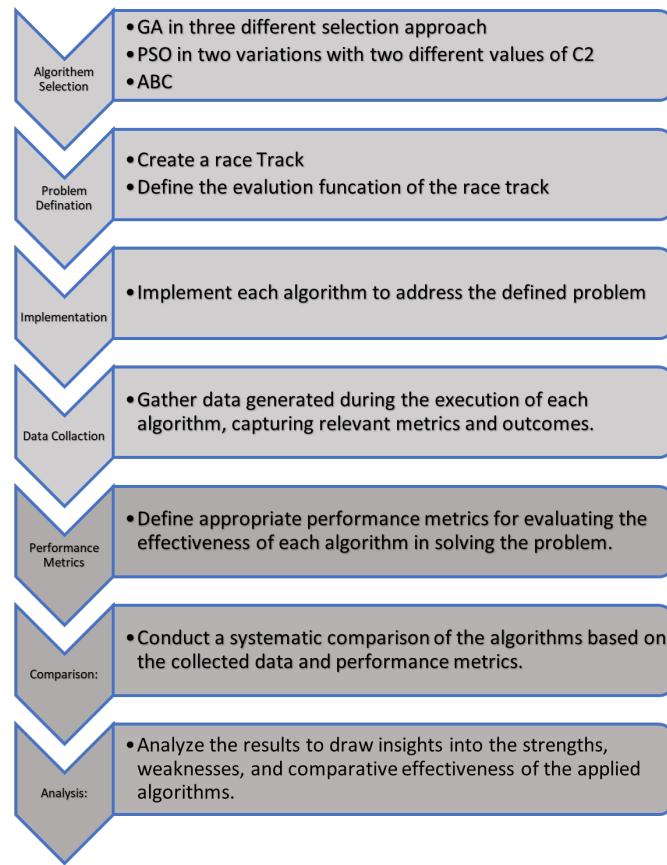 Algorithem
Selection
•GA in three different selection approach
•PSO in two variations with two different values of C2
•ABC
Problem
Defination
•Create a race Track
•Define the evalution funcation of the race track
Implementation
•Implement each algorithm to address the defined problem
Data Collaction
•Gather data generated during the execution of each
algorithm, capturing relevant metrics and outcomes.
Performance
Metrics
•Define appropriate performance metrics for evaluating the
effectiveness of each algorithm in solving the problem.
Comparison:
•Conduct a systematic comparison of the algorithms based on
the collected data and performance metrics.
Analysis:
•Analyze the results to draw insights into the strengths,
weaknesses, and comparative effectiveness of the applied
algorithms.